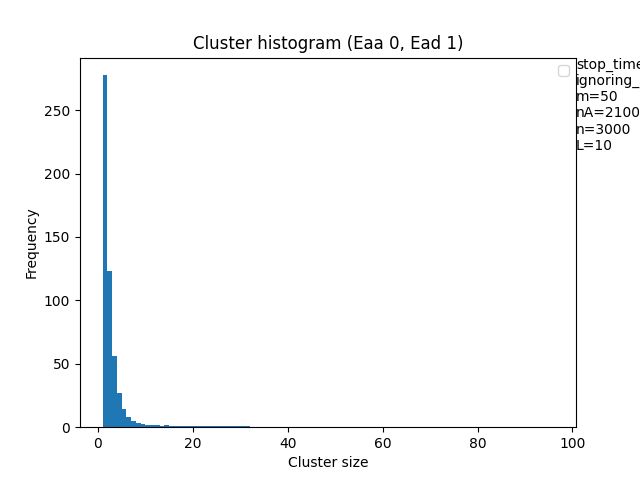 Cluster histogram (Eaa 0, Ead 1)
stop_time
ignoring_
m=50
nA=2100
n=3000
L=10
250
200
150
100
50
0
Frequency
0 20 40 60 80 100
Cluster size